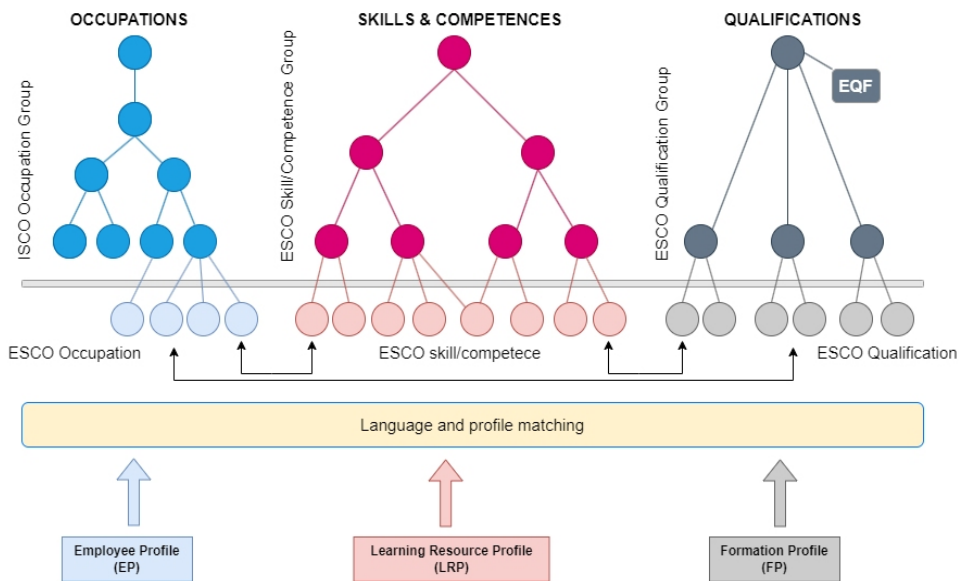 OCCUPATIONS
SKILLS & COMPETENCES
QUALIFICATIONS
ISCO Occupation Group
ESCO Skill/Competence Group
ESCO Qualification Group
EQF
ESCO Occupation
ESCO skill/competece
ESCO Qualification
Language and profile matching
Employee Profile
(EP)
Learning Resource Profile
(LRP)
Formation Profile
(FP)